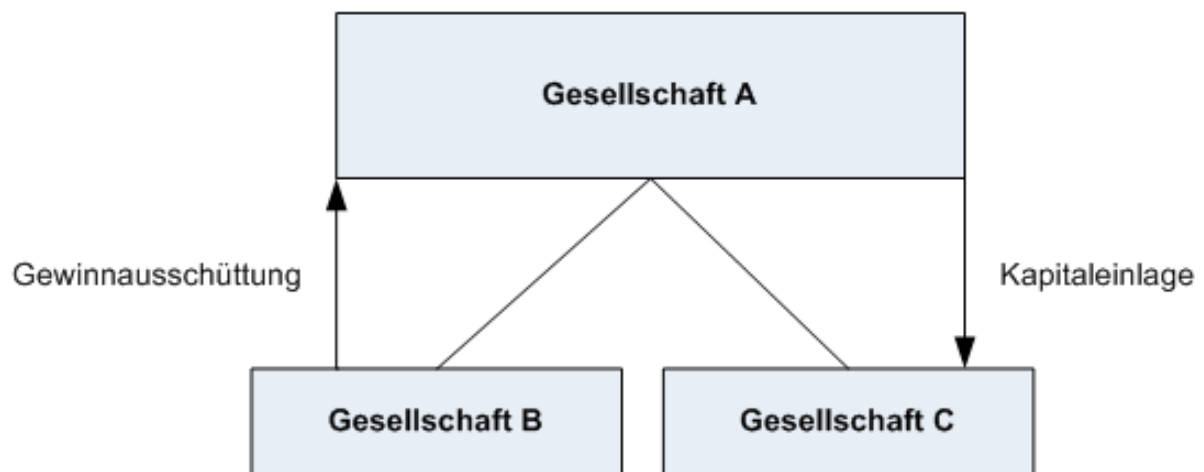 Gesellschaft A
Gewinnausschüttung
Kapitaleinlage
Gesellschaft B
Gesellschaft C